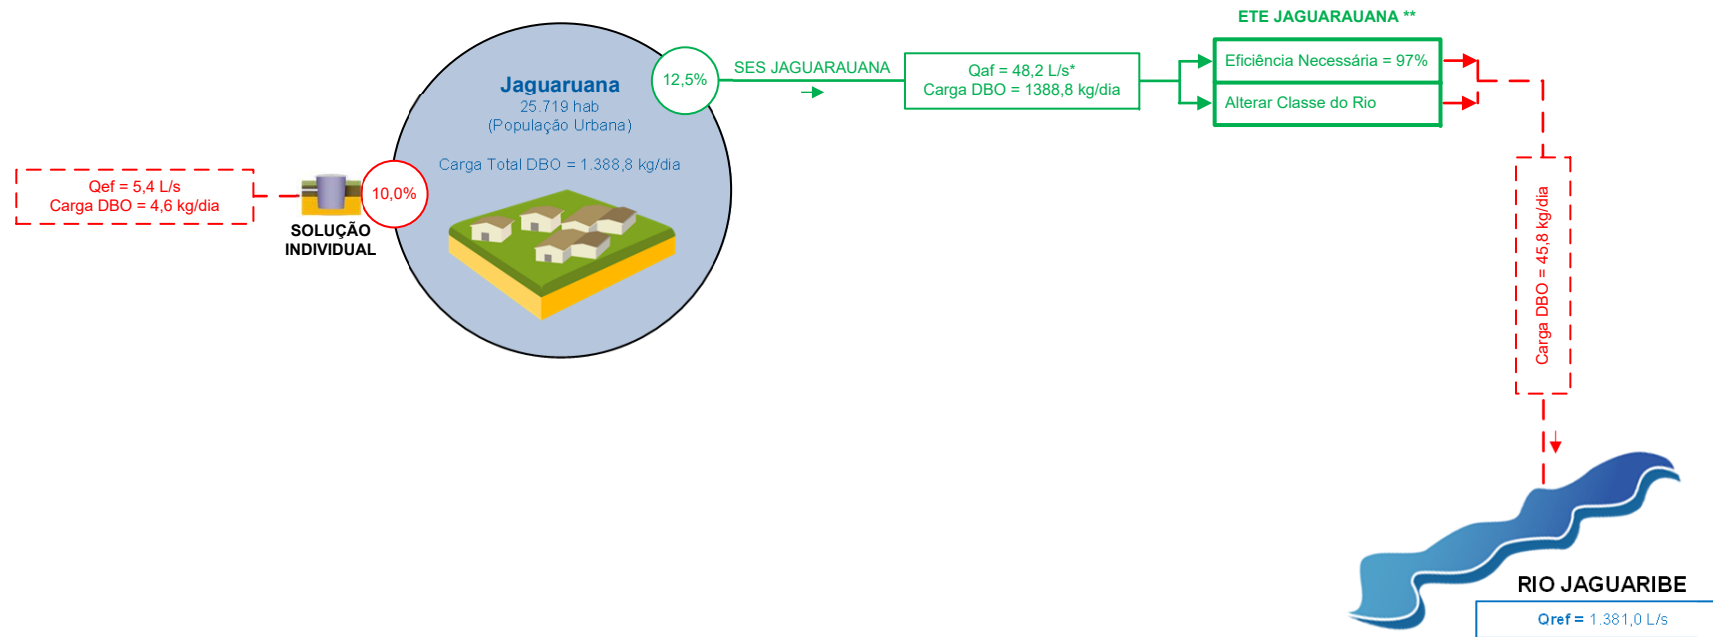 ETE JAGUARAUANA **
Eficiência Necessária = 97%
Alterar Classe do Rio
SES JAGUARAUANA
Qaf = 48,2 L/s*
Carga DBO = 1388,8 kg/dia
12,5%
Jaguaruana
25.719 hab
(População Urbana)
Carga Total DBO = 1.388,8 kg/dia
10,0%
Qef = 5,4 L/s
Carga DBO = 4,6 kg/dia
SOLUÇÃO
INDIVIDUAL
Carga DBO = 45,8 kg/dia
RIO JAGUARIBE
Qref = 1.381,0 L/s